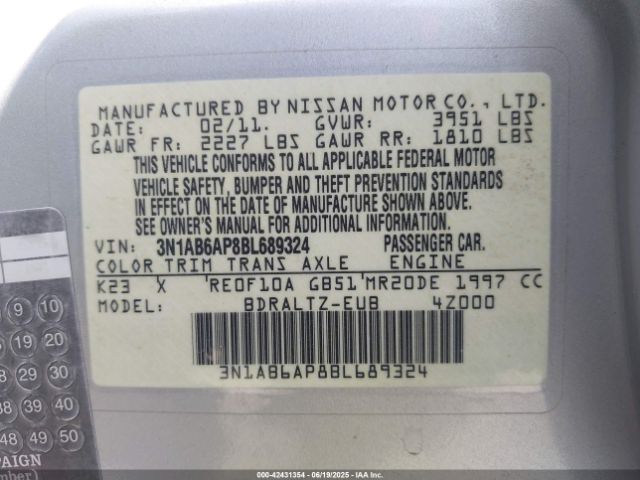 MANUFACTURED BY NISSAN MOTOR CO., LTD.
DATE: 02/11. GVWR: 3951 LBS
GAWR FR: 2227 LBS GAWR RR: 1810 LBS
THIS VEHICLE CONFORMS TO ALL APPLICABLE FEDERAL MOTOR
VEHICLE SAFETY, BUMPER AND THEFT PREVENTION STANDARDS
IN EFFECT ON THE DATE OF MANUFACTURE SHOWN ABOVE.
SEE OWNER'S MANUAL FOR ADDITIONAL INFORMATION.
VIN: 3N1AB6AP8BL689324 PASSENGER CAR.
COLOR TRIM TRANS AXLE ENGINE
K23 X 'RE0F10A GB51'MR20DE 1997 CC
MODEL: BDRALTZ-EUB 4Z000
3N1AB6AP8BL689324
9 10
19 20
29 30
39 40
48 49 50
PAIGN
mber)
000-42431354 - 06/19/2025 - IAA Inc.